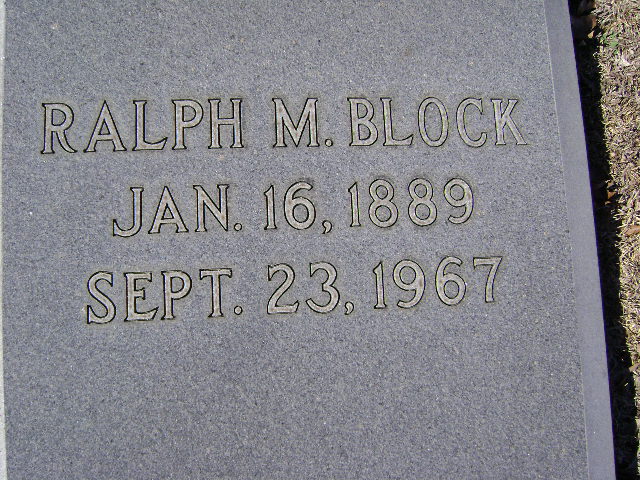 RALPH M. BLOCK
JAN. 16, 1889
SEPT. 23, 1967